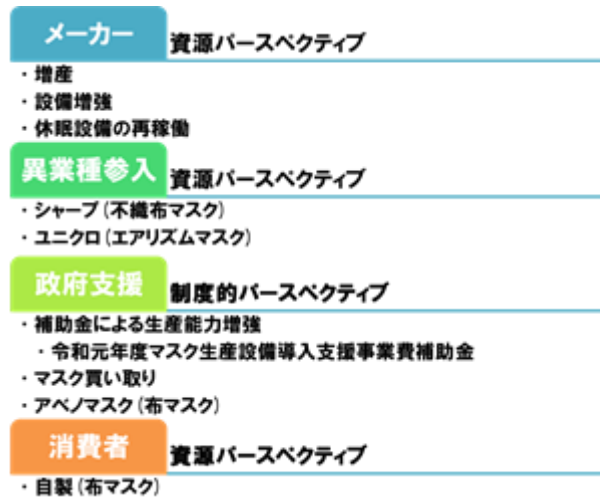 メーカー 資源パースペクティブ
・増産
・設備増強
・休眠設備の再稼働
異業種参入 資源パースペクティブ
・シャープ（不織布マスク）
・ユニクロ（エアリズムマスク）
政府支援 制度的パースペクティブ
・補助金による生産能力増強
・令和元年度マスク生産設備導入支援事業費補助金
・マスク買い取り
・アベノマスク（布マスク）
消費者 資源パースペクティブ
・自製（布マスク）